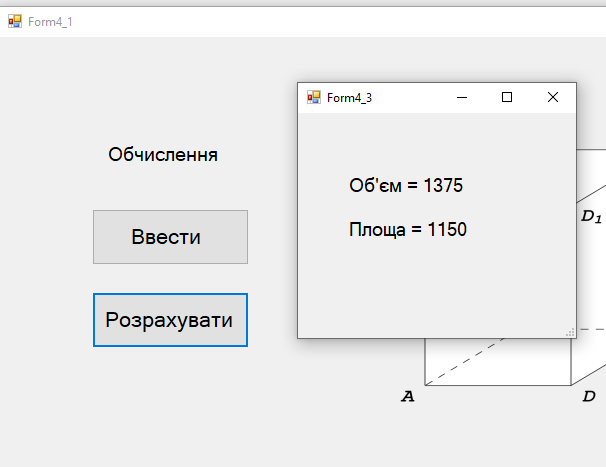 Form4_1
Form4_3
Обчислення
Об'єм = 1375
Ввести
Площа = 1150
Розрахувати
D₁
A
D